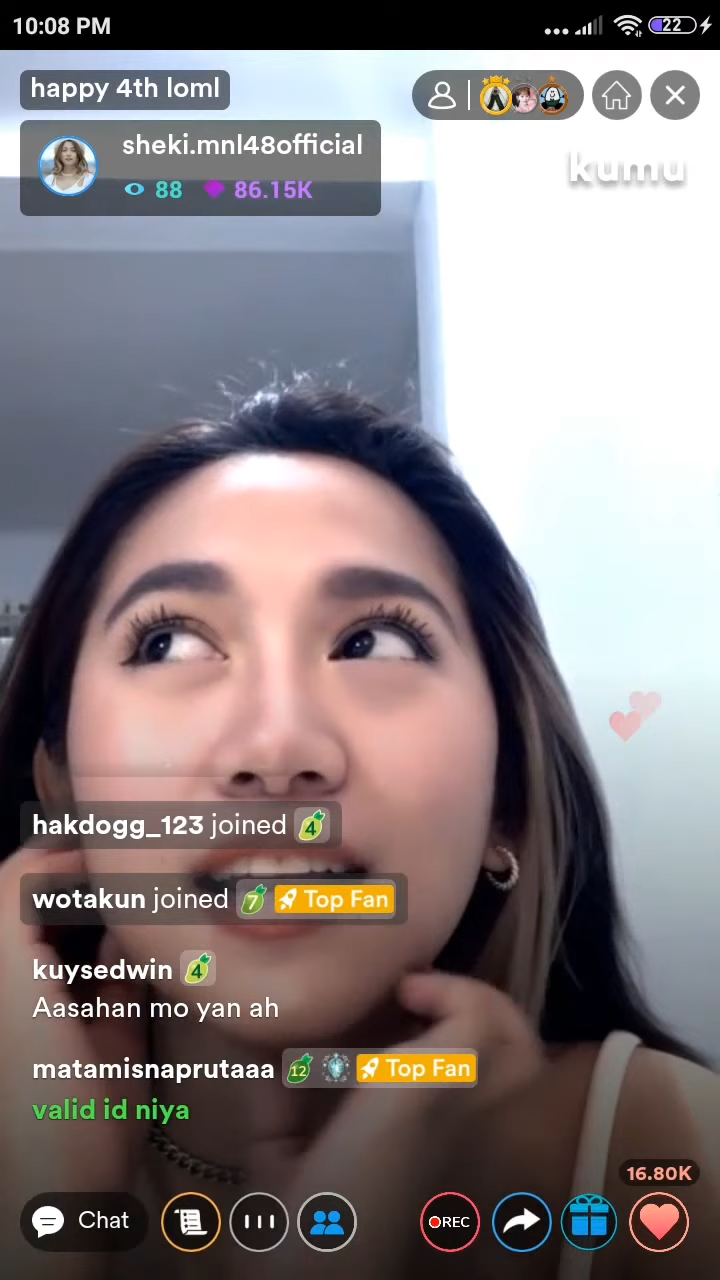 10:08 PM
22
happy 4th loml
sheki.mnl48official
88 86.15K
kumu
hakdogg_123 joined 4
wotakun joined 7 Top Fan
kuysedwin 4
Aasahan mo yan ah
matamisnaprutaaa 12 Top Fan
valid id niya
16.80K
Chat
REC